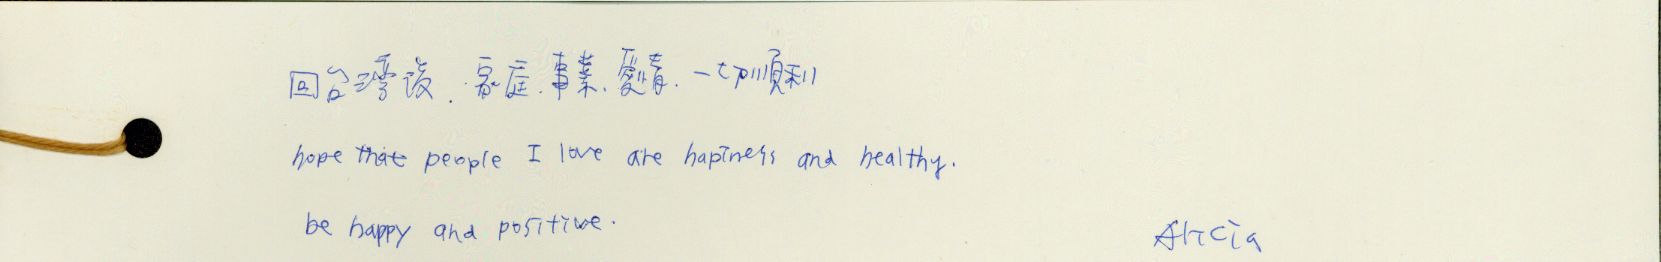 回台灣後.家庭.事業.愛情.一切順利
hope that people I love are hapiness and healthy.
be happy and positive.
Alicia